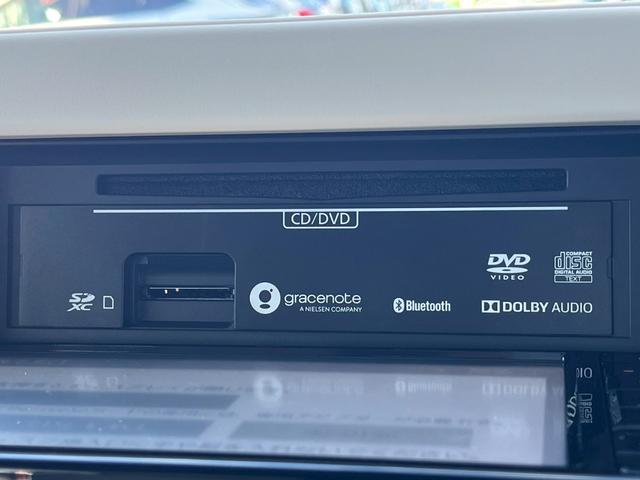 CD/DVD
SD XC
gracenote
A NIELSEN COMPANY
Bluetooth
DVD
VIDEO
COMPACT
disc
DIGITAL AUDIO
TEXT
DOLBY AUDIO